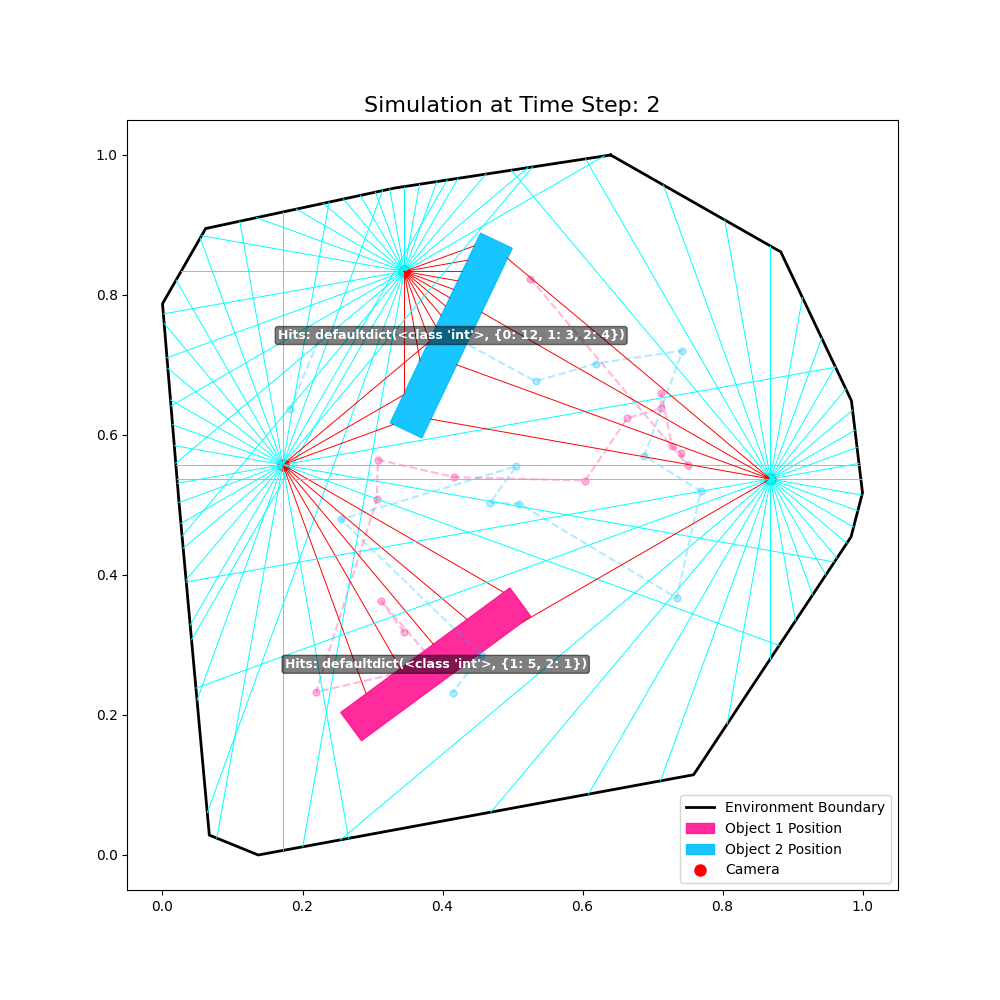 Simulation at Time Step: 2
1.0
0.8
0.6
0.4
0.2
0.0
Hits: defaultdict(<class 'int'>, {0: 12, 1: 3, 2: 4})
Hits: defaultdict(<class 'int'>, {1: 5, 2: 1})
0.0 0.2 0.4 0.6 0.8 1.0
Environment Boundary
Object 1 Position
Object 2 Position
Camera